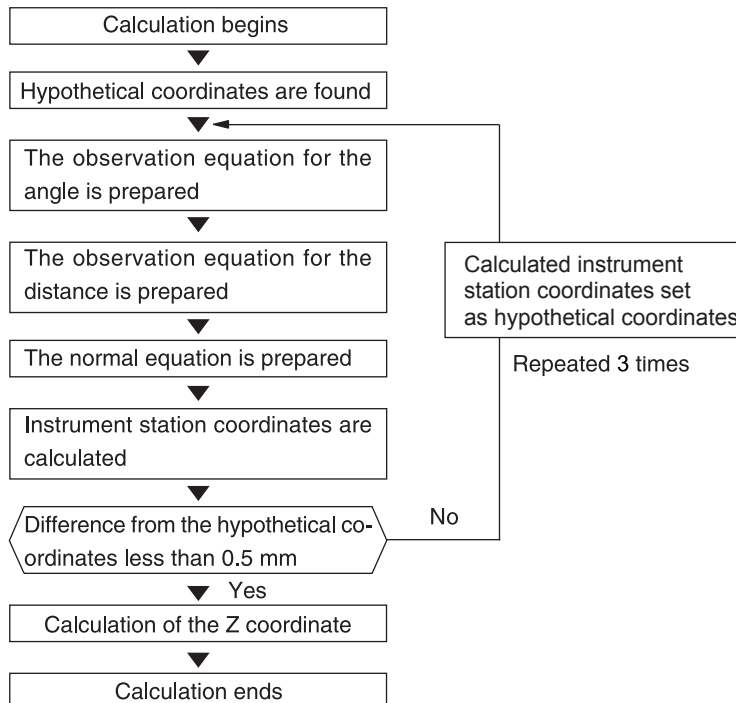 Calculation begins
Hypothetical coordinates are found
The observation equation for the
angle is prepared
The observation equation for the
distance is prepared
The normal equation is prepared
Instrument station coordinates are
calculated
Difference from the hypothetical co-
ordinates less than 0.5 mm
No
Calculated instrument
station coordinates set
as hypothetical coordinates
Repeated 3 times
Yes
Calculation of the Z coordinate
Calculation ends